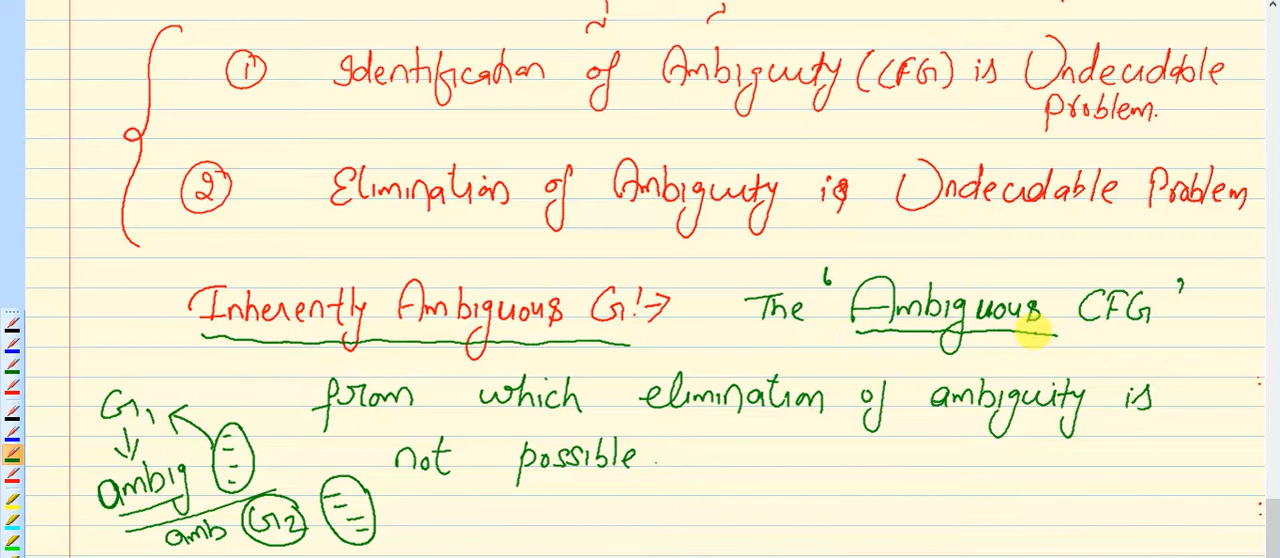 ① Identification of Ambiguity (CFG) is Undecidable
Problem.
② Elimination of Ambiguity is Undecidable Problem
Inherently Ambiguous G!→ The 'Ambiguous CFG'
from which elimination of ambiguity is
not possible.
G₁
ambig
amb G₂